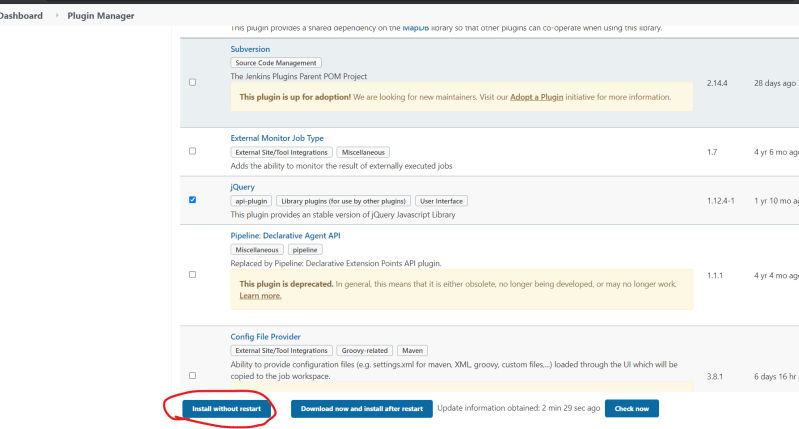 Dashboard › Plugin Manager
This plugin provides a shared dependency on the MapDB library so that other plugins can co-operate when using this library.
Subversion
Source Code Management
The Jenkins Plugins Parent POM Project
This plugin is up for adoption! We are looking for new maintainers. Visit our Adopt a Plugin initiative for more information.
2.14.4 28 days ago
External Monitor Job Type
External Site/Tool Integrations Miscellaneous
Adds the ability to monitor the result of externally executed jobs
1.7 4 yr 6 mo ago
jQuery
api-plugin Library plugins (for use by other plugins) User Interface
This plugin provides an stable version of jQuery Javascript Library
1.12.4-1 1 yr 10 mo ag
Pipeline: Declarative Agent API
Miscellaneous pipeline
Replaced by Pipeline: Declarative Extension Points API plugin.
This plugin is deprecated. In general, this means that it is either obsolete, no longer being developed, or may no longer work.
Learn more.
1.1.1 4 yr 4 mo ago
Config File Provider
External Site/Tool Integrations Groovy-related Maven
Ability to provide configuration files (e.g. settings.xml for maven, XML, groovy, custom files,...) loaded through the UI which will be
copied to the job workspace.
3.8.1 6 days 16 hr
Install without restart Download now and install after restart Update information obtained: 2 min 29 sec ago Check now